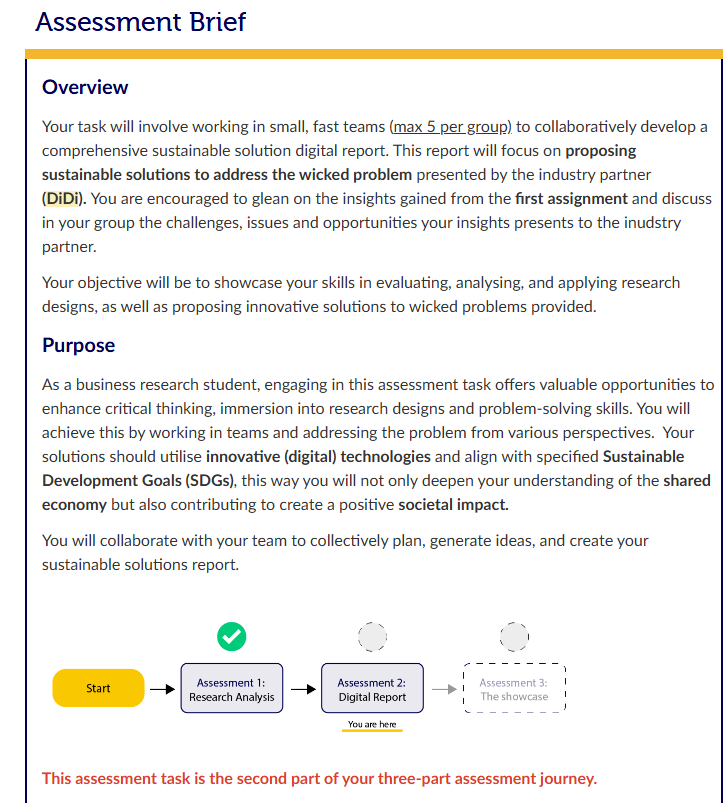 Assessment Brief
Overview
Your task will involve working in small, fast teams (max 5 per group) to collaboratively develop a
comprehensive sustainable solution digital report. This report will focus on proposing
sustainable solutions to address the wicked problem presented by the industry partner
(DiDi). You are encouraged to glean on the insights gained from the first assignment and discuss
in your group the challenges, issues and opportunities your insights presents to the inudstry
partner.
Your objective will be to showcase your skills in evaluating, analysing, and applying research
designs, as well as proposing innovative solutions to wicked problems provided.
Purpose
As a business research student, engaging in this assessment task offers valuable opportunities to
enhance critical thinking, immersion into research designs and problem-solving skills. You will
achieve this by working in teams and addressing the problem from various perspectives.  Your
solutions should utilise innovative (digital) technologies and align with specified Sustainable
Development Goals (SDGs), this way you will not only deepen your understanding of the shared
economy but also contributing to create a positive societal impact.
You will collaborate with your team to collectively plan, generate ideas, and create your
sustainable solutions report.
Start
Assessment 1:
Research Analysis
Assessment 2:
Digital Report
Assessment 3:
The showcase
You are here
This assessment task is the second part of your three-part assessment journey.